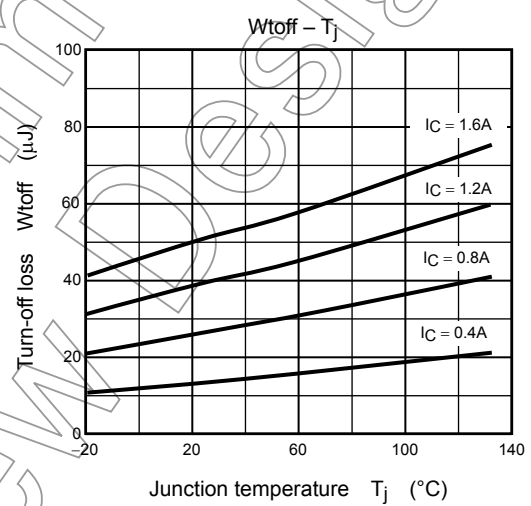 Wtoff – Tj
100
80
60
40
20
0
–20
20
60
100
140
Turn-off loss Wtoff (μJ)
IC = 1.6A
IC = 1.2A
IC = 0.8A
IC = 0.4A
Junction temperature Tj (°C)